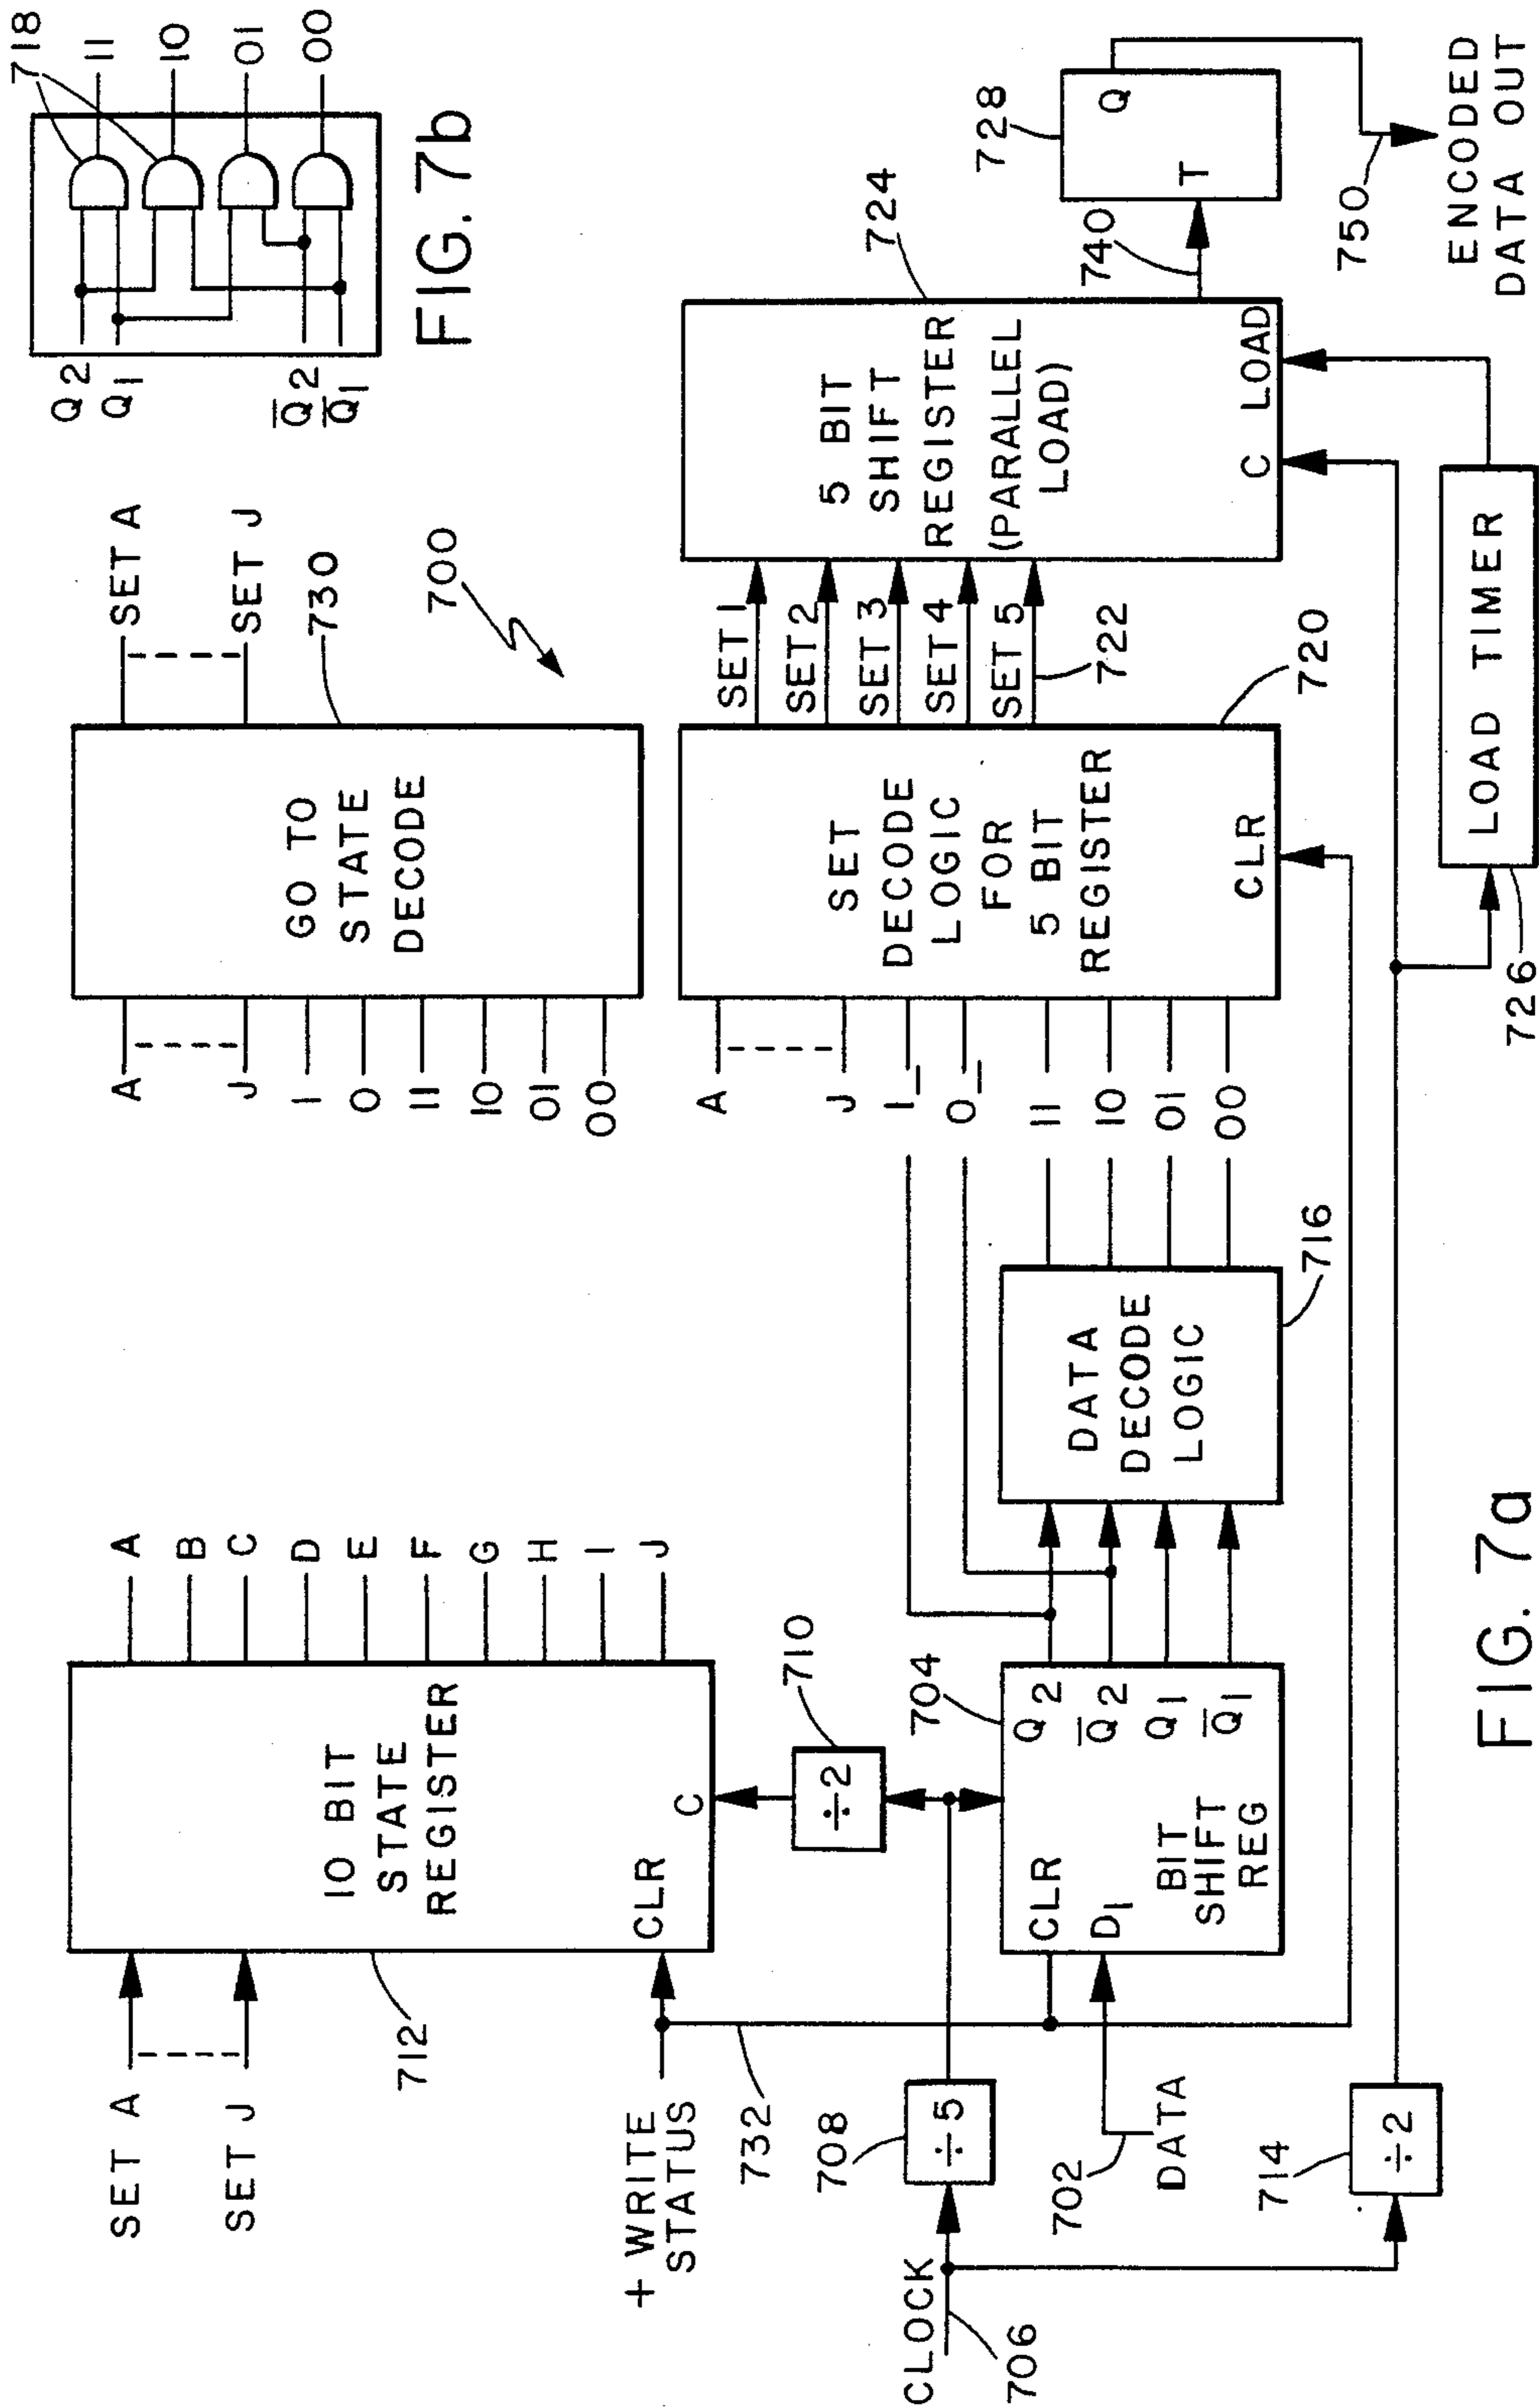 SET A
SET J
712
10 BIT
STATE
REGISTER
CLR
C
A
B
C
D
E
F
G
H
I
J
+ WRITE
STATUS
732
CLOCK
706
708
÷5
710
÷2
702
DATA
714
÷2
704
CLR
D1
BIT
SHIFT
REG
Q2
Q̅2
Q1
Q̅1
DATA
DECODE
LOGIC
716
A
J
1
0
11
10
01
00
GO TO
STATE
DECODE
SET A
SET J
730
700
A
J
1_
0_
11
10
01
00
SET
DECODE
LOGIC
FOR
5 BIT
REGISTER
CLR
720
SET 1
SET 2
SET 3
SET 4
SET 5
722
5 BIT
SHIFT
REGISTER
(PARALLEL
LOAD)
C LOAD
724
726
LOAD TIMER
740
728
T
Q
750
ENCODED
DATA OUT
FIG. 7a
Q2
Q1
Q̅2
Q̅1
718
11
10
01
00
FIG. 7b